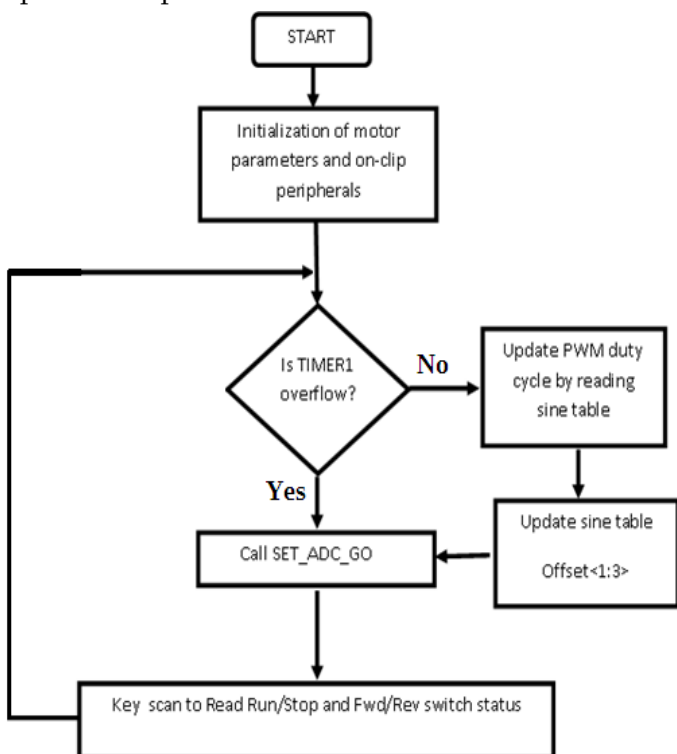 START
Initialization of motor
parameters and on-clip
peripherals
Is TIMER1
overflow?
No
Update PWM duty
cycle by reading
sine table
Yes
Update sine table
Offset<1:3>
Call SET_ADC_GO
Key scan to Read Run/Stop and Fwd/Rev switch status